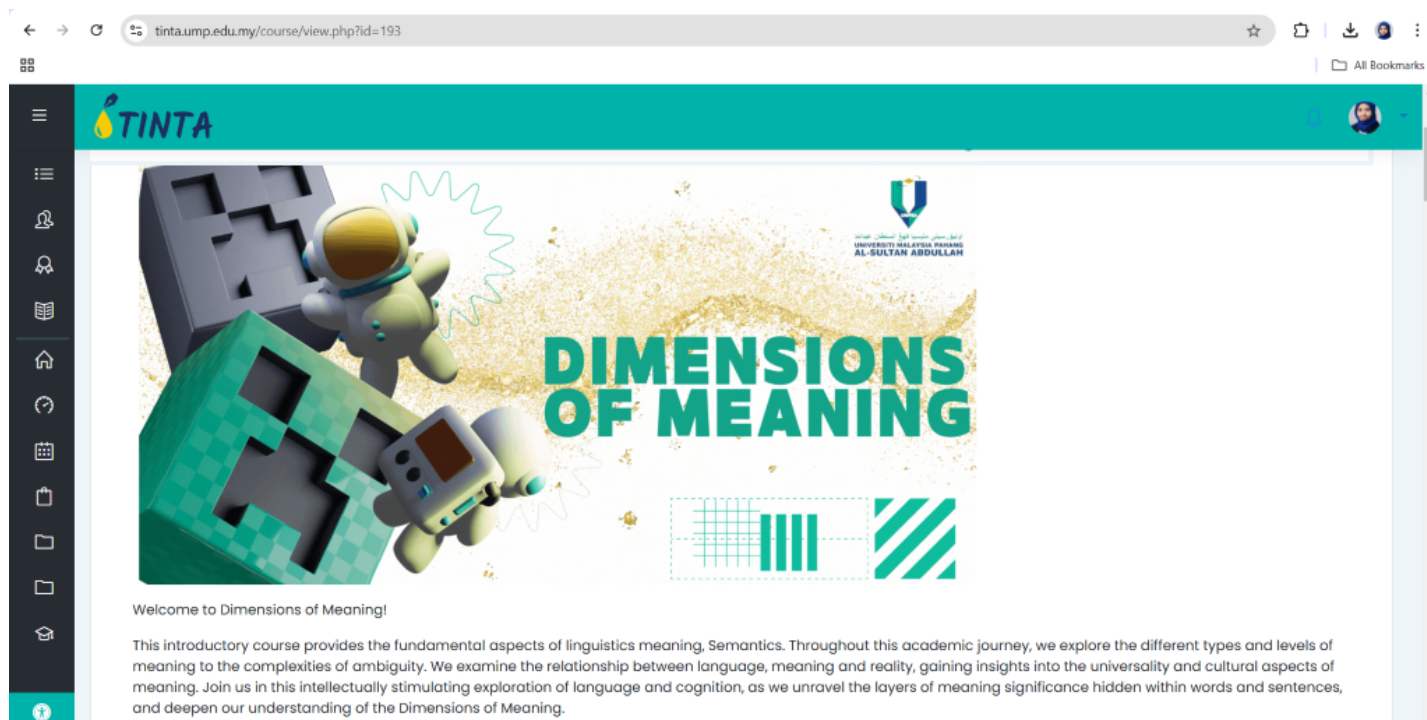 tinta.ump.edu.my/course/view.php?id=193
All Bookmarks
TINTA
UMPSA
UNIVERSITI MALAYSIA PAHANG
AL-SULTAN ABDULLAH
DIMENSIONS
OF MEANING
Welcome to Dimensions of Meaning!
This introductory course provides the fundamental aspects of linguistics meaning, Semantics. Throughout this academic journey, we explore the different types and levels of
meaning to the complexities of ambiguity. We examine the relationship between language, meaning and reality, gaining insights into the universality and cultural aspects of
meaning. Join us in this intellectually stimulating exploration of language and cognition, as we unravel the layers of meaning significance hidden within words and sentences,
and deepen our understanding of the Dimensions of Meaning.